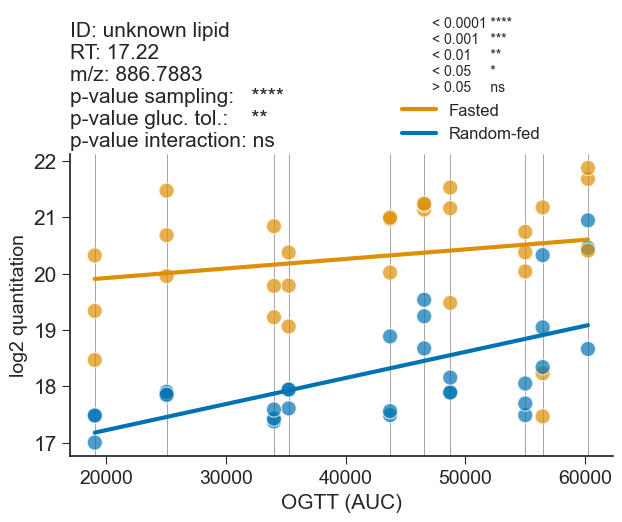 ID: unknown lipid
RT: 17.22
m/z: 886.7883
p-value sampling: ****
p-value gluc. tol.: **
p-value interaction: ns
< 0.0001 ****
< 0.001 ***
< 0.01 **
< 0.05 *
> 0.05 ns
Fasted
Random-fed
log2 quantitation
22
21
20
19
18
17
20000 30000 40000 50000 60000
OGTT (AUC)